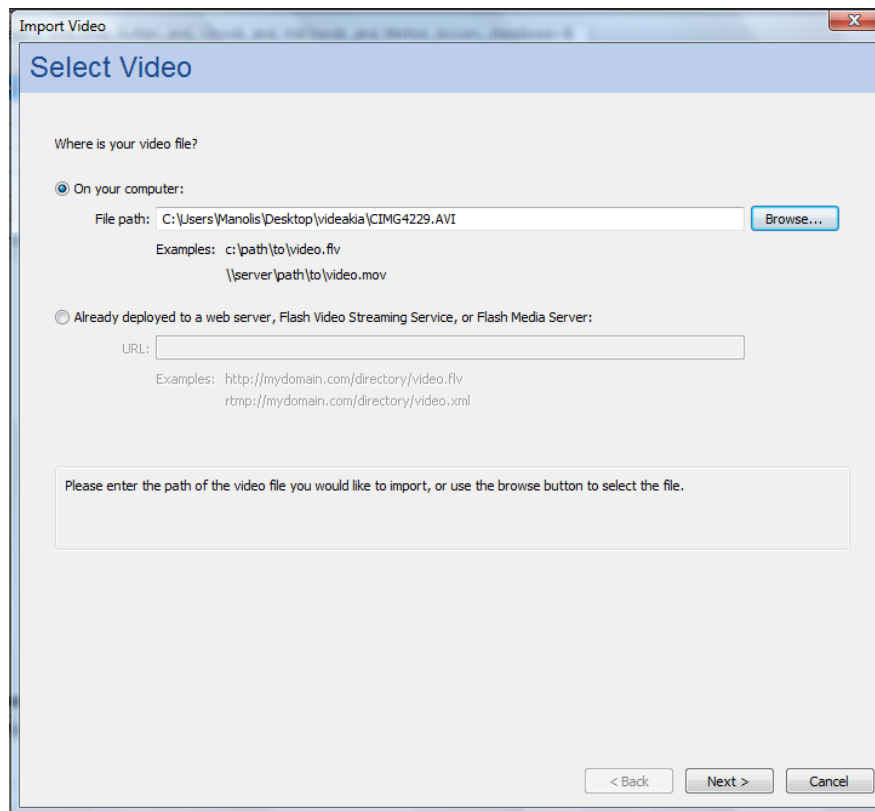 Import Video
Select Video
Where is your video file?
On your computer:
File path: C:\Users\Manolis\Desktop\videakia\CIMG4229.AVI Browse...
Examples: c:\path\to\video.flv
\\server\path\to\video.mov
Already deployed to a web server, Flash Video Streaming Service, or Flash Media Server:
URL:
Examples: http://mydomain.com/directory/video.flv
rtmp://mydomain.com/directory/video.xml
Please enter the path of the video file you would like to import, or use the browse button to select the file.
< Back Next > Cancel